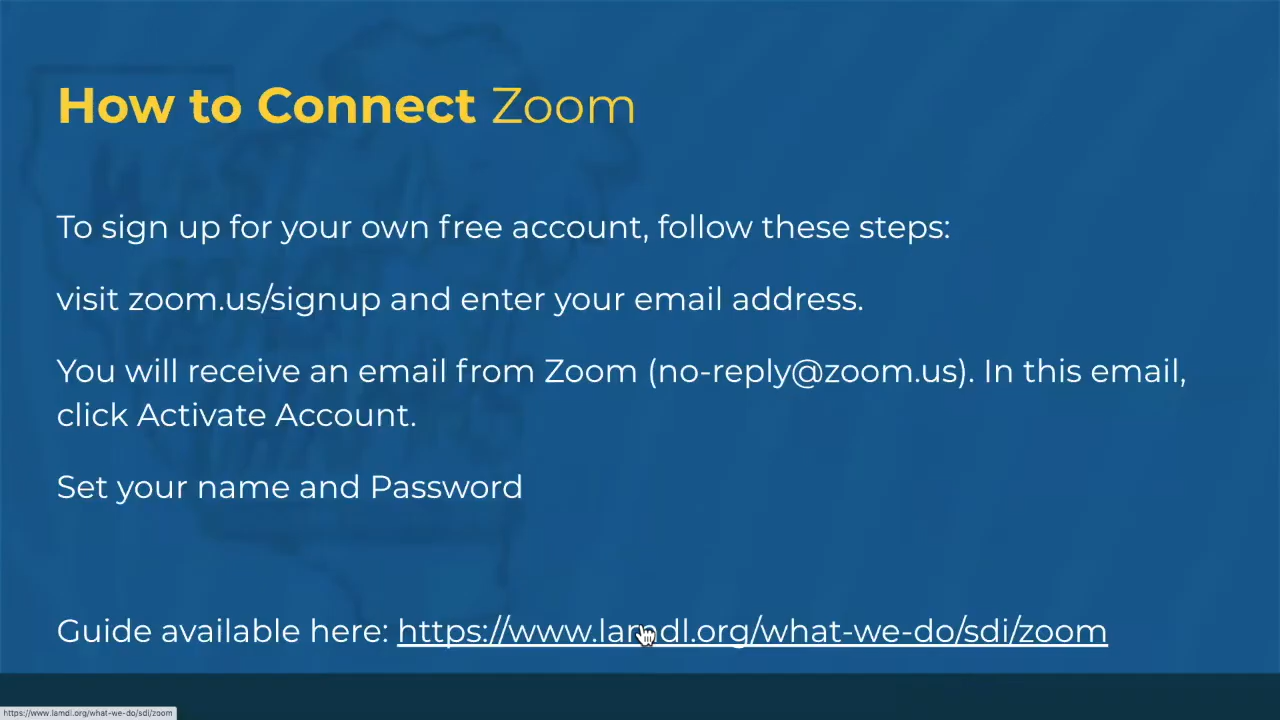 How to Connect Zoom
To sign up for your own free account, follow these steps:
visit zoom.us/signup and enter your email address.
You will receive an email from Zoom (no-reply@zoom.us). In this email,
click Activate Account.
Set your name and Password
Guide available here: https://www.lamdl.org/what-we-do/sdi/zoom
https://www.lamdl.org/what-we-do/sdi/zoom